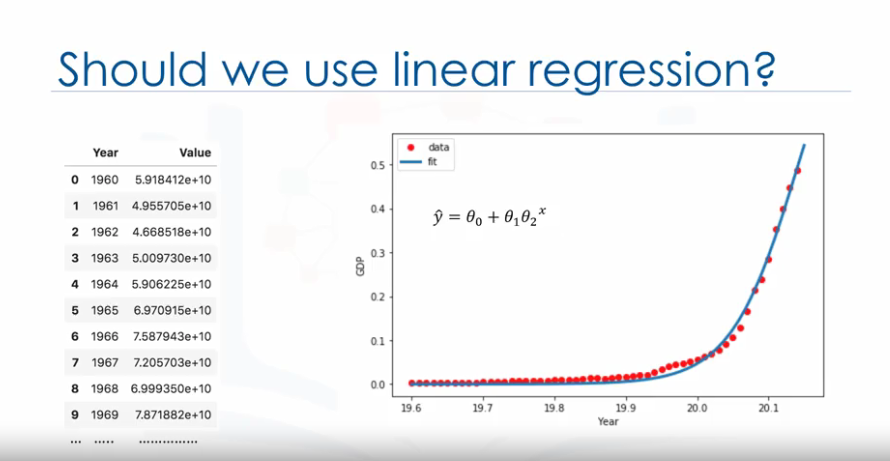 Should we use linear regression?
Year Value
0 1960 5.918412e+10
1 1961 4.955705e+10
2 1962 4.668518e+10
3 1963 5.009730e+10
4 1964 5.906225e+10
5 1965 6.970915e+10
6 1966 7.587943e+10
7 1967 7.205703e+10
8 1968 6.999350e+10
9 1969 7.871882e+10
... ..... ...............
data
fit
ŷ = θ₀ + θ₁θ₂ˣ
GDP
0.5
0.4
0.3
0.2
0.1
0.0
19.6 19.7 19.8 19.9 20.0 20.1
Year